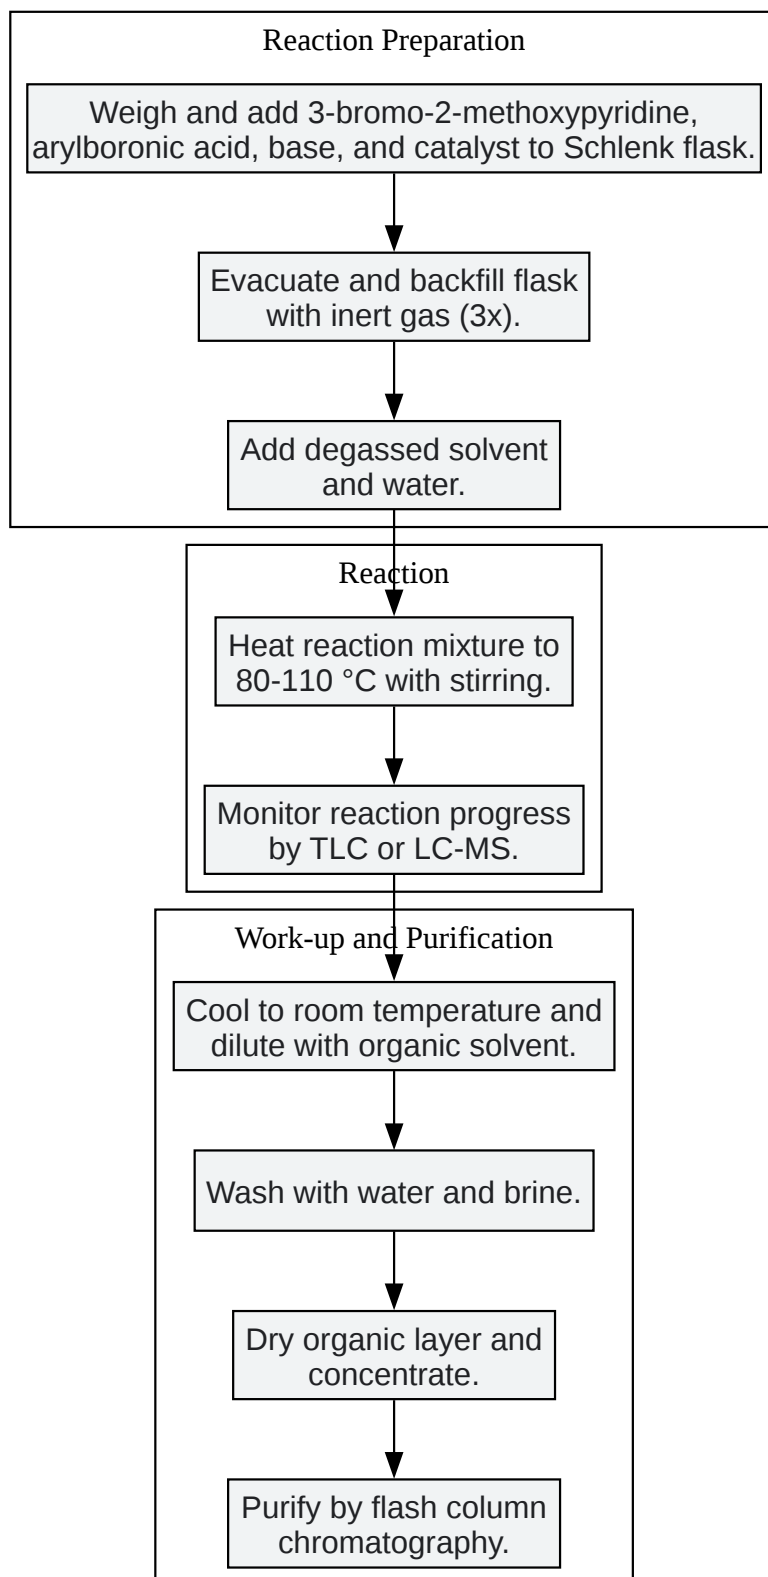 Reaction Preparation
Weigh and add 3-bromo-2-methoxypyridine,
arylboronic acid, base, and catalyst to Schlenk flask.
Evacuate and backfill flask
with inert gas (3x).
Add degassed solvent
and water.
Reaction
Heat reaction mixture to
80-110 °C with stirring.
Monitor reaction progress
by TLC or LC-MS.
Work-up and Purification
Cool to room temperature and
dilute with organic solvent.
Wash with water and brine.
Dry organic layer and
concentrate.
Purify by flash column
chromatography.